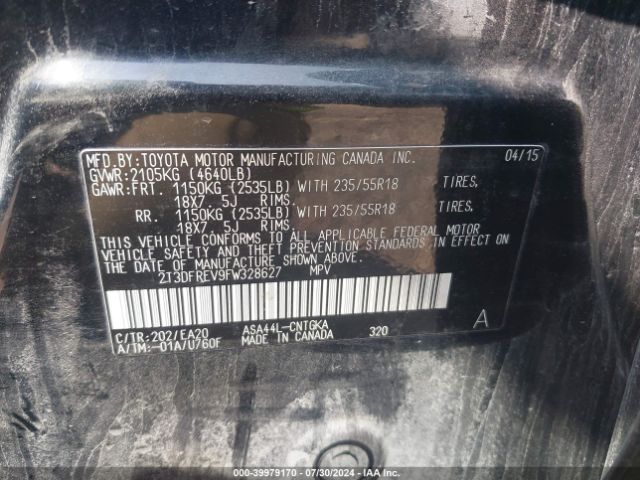 MFD.BY:TOYOTA MOTOR MANUFACTURING CANADA INC. 04/15
GVWR:2105KG (4640LB)
GAWR:FRT. 1150KG (2535LB) WITH 235/55R18 TIRES,
18X7 .5J RIMS.
RR. 1150KG (2535LB) WITH 235/55R18 TIRES,
18X7 .5J RIMS.
THIS VEHICLE CONFORMS TO ALL APPLICABLE FEDERAL MOTOR
VEHICLE SAFETY AND THEFT PREVENTION STANDARDS IN EFFECT ON
THE DATE OF MANUFACTURE SHOWN ABOVE.
2T3DFREV9FW328627 MPV
C/TR:202/EA20 ASA44L-CNTGKA 320 A
A/TM:-01A/U760F MADE IN CANADA
000-39979170 | 07/30/2024 - IAA